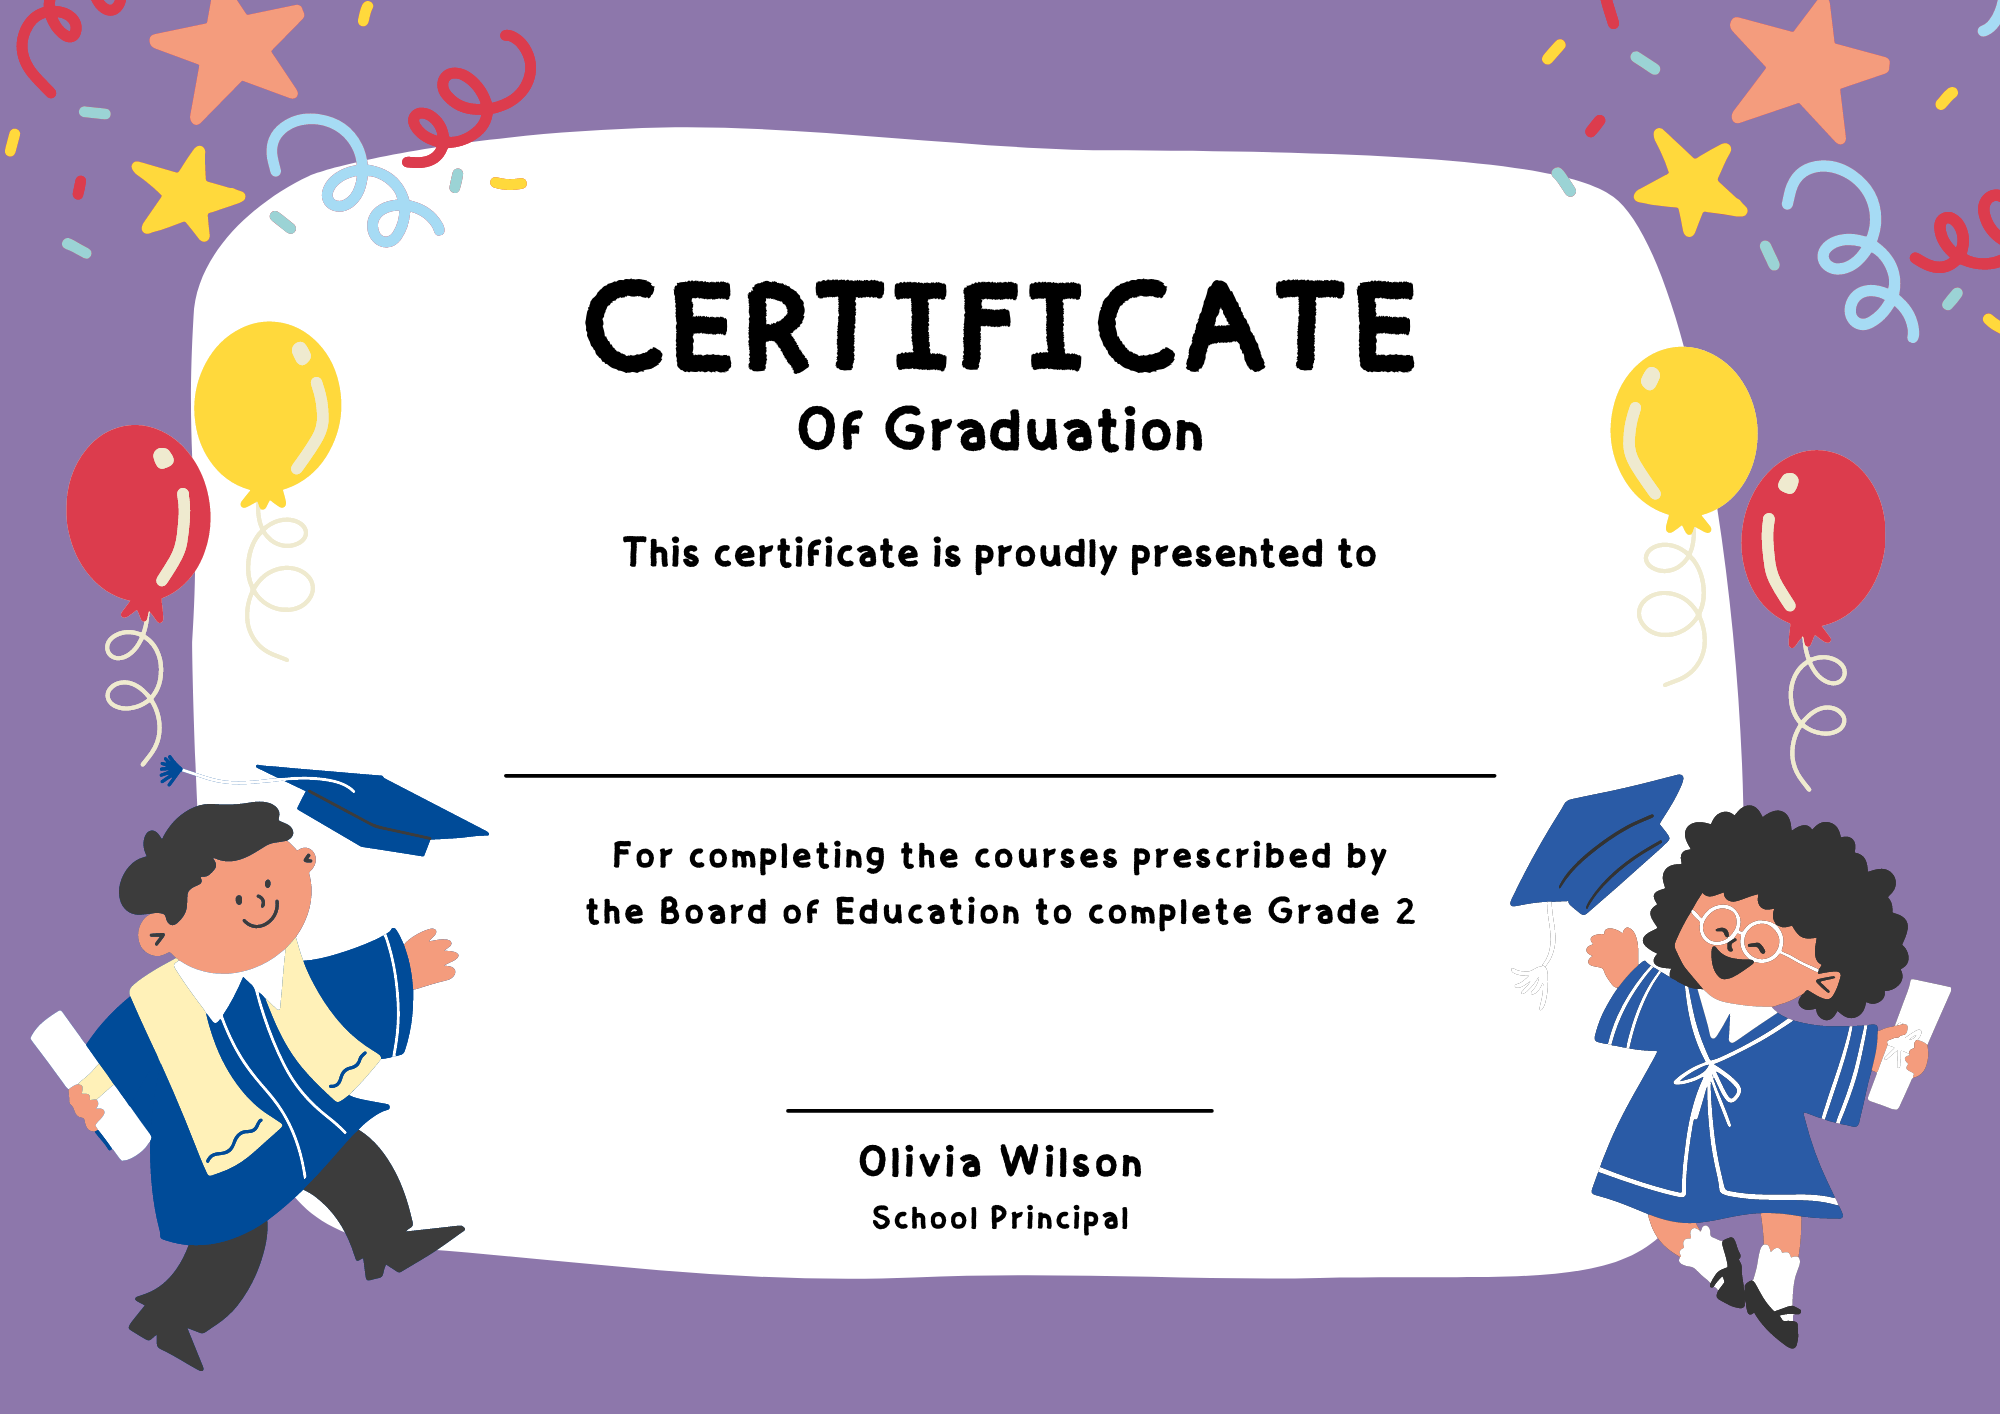 CERTIFICATE
Of Graduation
This certificate is proudly presented to
For completing the courses prescribed by
the Board of Education to complete Grade 2
Olivia Wilson
School Principal